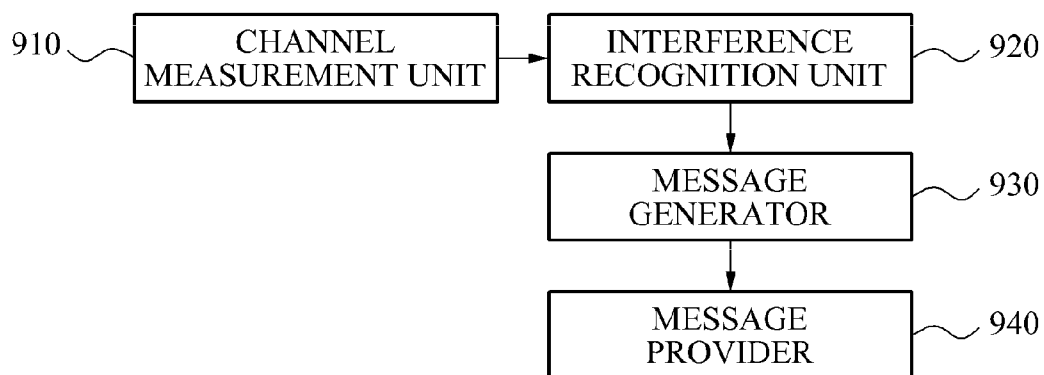 910
CHANNEL
MEASUREMENT UNIT
INTERFERENCE
RECOGNITION UNIT
920
MESSAGE
GENERATOR
930
MESSAGE
PROVIDER
940